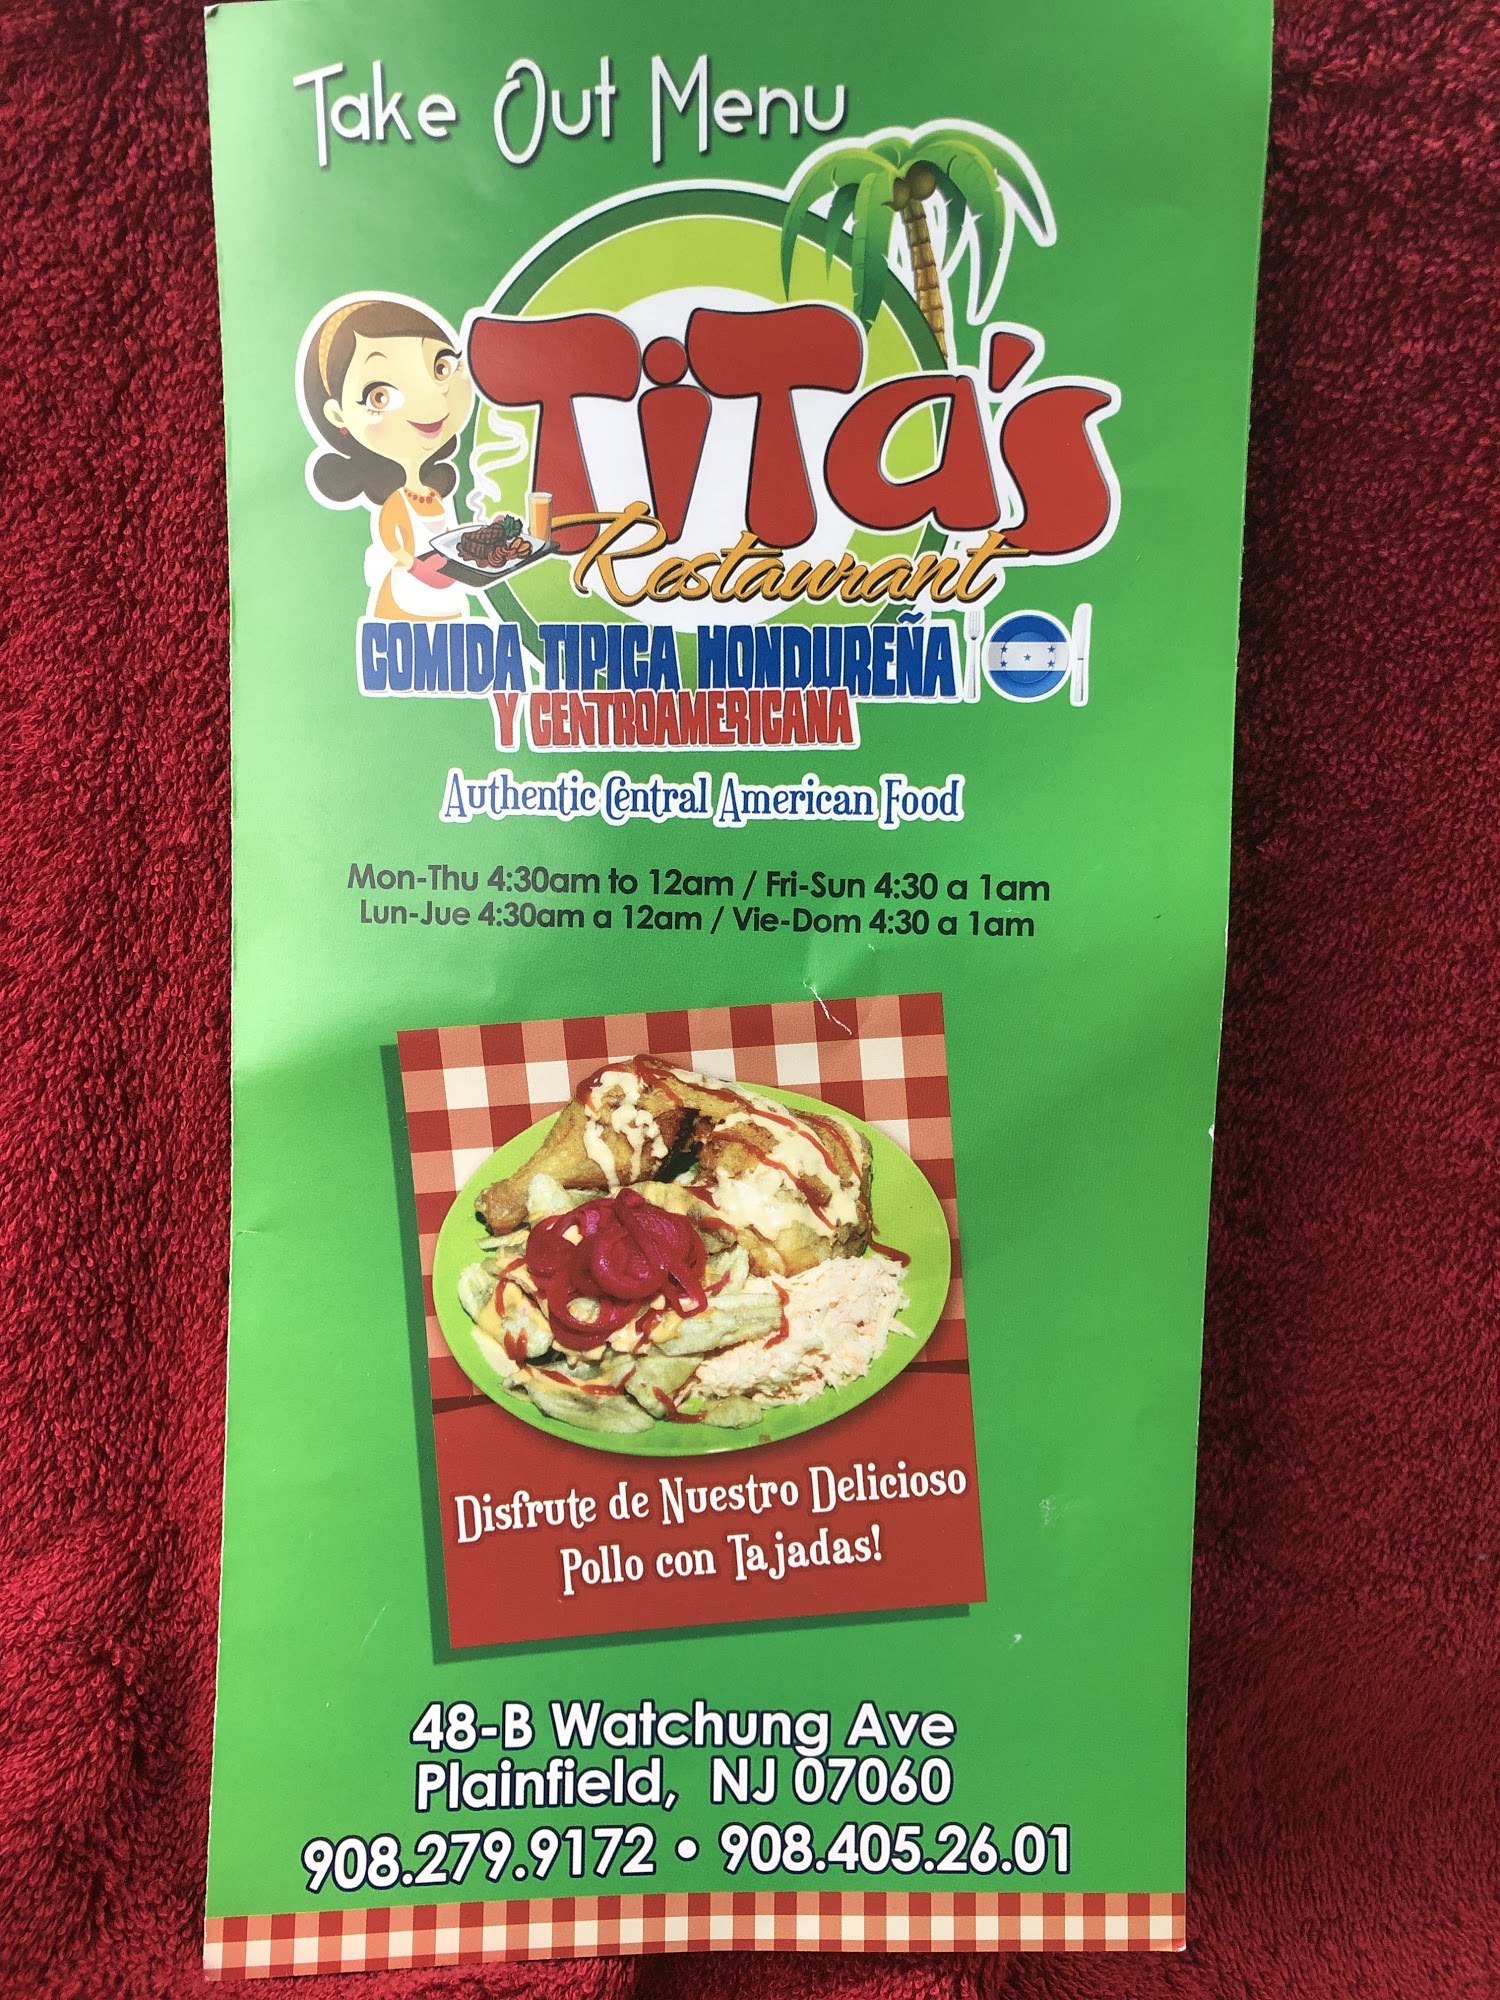 Take Out Menu
Tita's
Restaurant
COMIDA TIPICA HONDUREÑA
Y CENTROAMERICANA
Authentic Central American Food
Mon-Thu 4:30am to 12am / Fri-Sun 4:30 a 1am
Lun-Jue 4:30am a 12am / Vie-Dom 4:30 a 1am
Disfrute de Nuestro Delicioso
Pollo con Tajadas!
48-B Watchung Ave
Plainfield, NJ 07060
908.279.9172 • 908.405.26.01